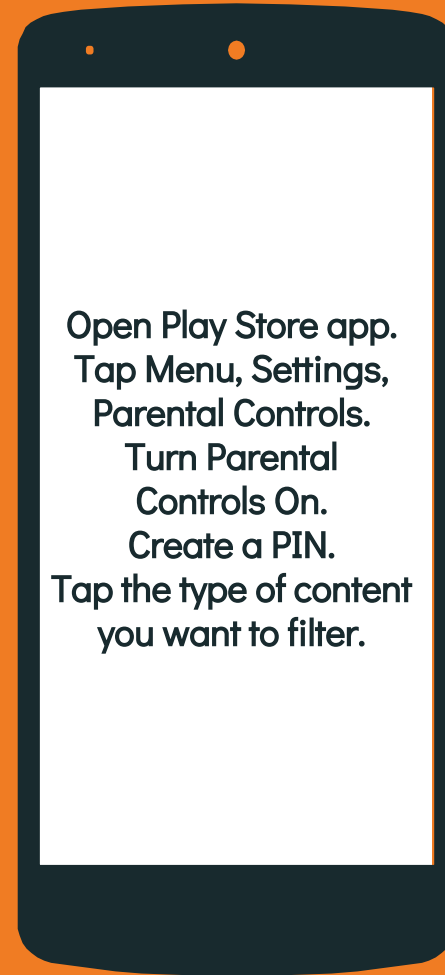 Open Play Store app.
Tap Menu, Settings,
Parental Controls.
Turn Parental
Controls On.
Create a PIN.
Tap the type of content
you want to filter.